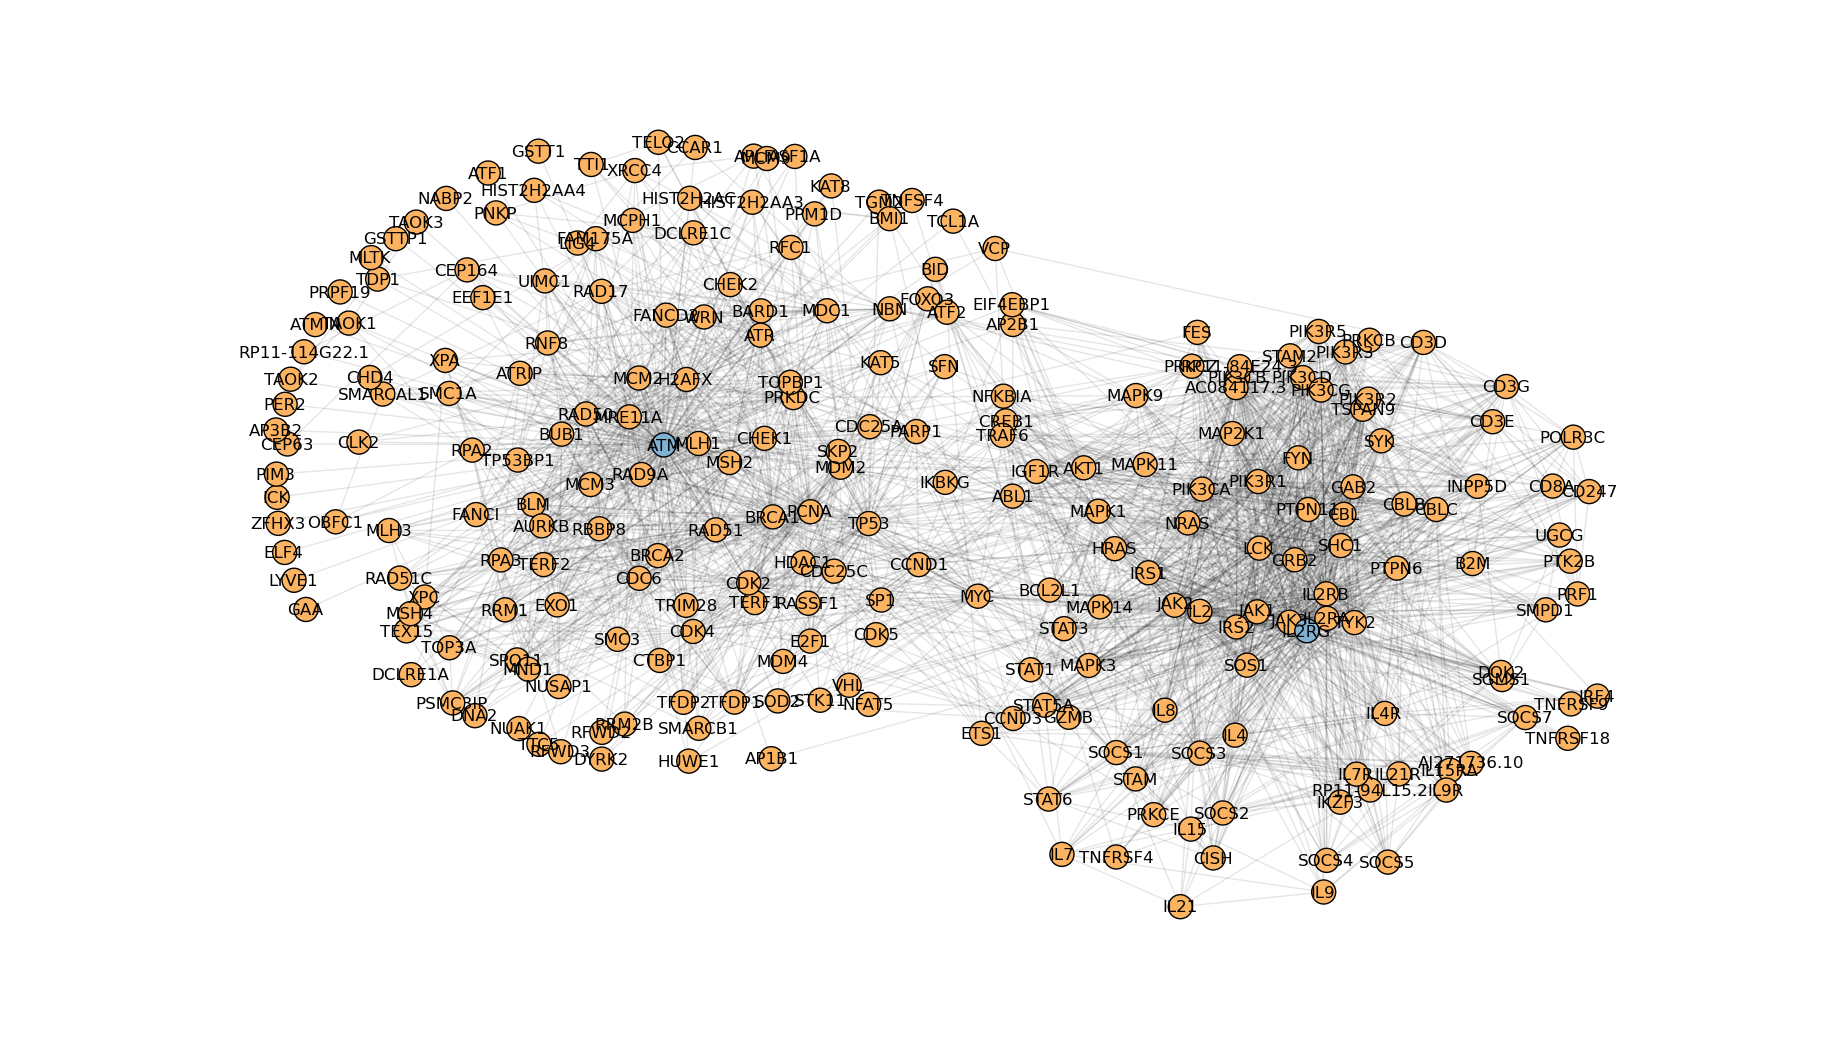 TELO2
CCAR1
GSTT1
TTI1
XRCC4
ATF1
HIST2H2AA4
NABP2
PNKP
HIST2H2AC
HIST2H2AA3
KAT8
TNFSF4
BMI1
TCL1A
PPM1D
MCPH1
DCLRE1C
TAOK3
GSTTP1
FAM175A
LIG4
RFC1
VCP
MLTK
TDP1
CEP164
UIMC1
CHEK2
BID
PRPF19
EEF1E1
RAD17
FOXO3
EIF4EBP1
ATF2
AP2B1
NBN
MDC1
BARD1
WRN
FANCD2
ATMIN
TAOK1
ATR
RNF8
RP11-114G22.1
XPA
ATRIP
MCM2
H2AFX
TOPBP1
PRKDC
KAT5
SFN
TAOK2
CHD4
SMARCAL1
SMC1A
PER2
NFKBIA
MAPK9
FES
PIK3R5
PRKCB
CD3D
PIK3R3
STAM2
PIK3CD
PIK3CG
AC084117.3
PIK3R2
TSPAN9
CD3G
CD3E
RAD50
MRE11A
CDC25A
PARP1
CREB1
TRAF6
MAP2K1
SYK
POLR3C
AP3B2
CEP63
CLK2
RPA2
BUB1
ATM
MLH1
CHEK1
MSH2
SKP2
MDM2
TP53BP1
FYN
PIM3
ICK
MCM3
RAD9A
IKBKG
IGF1R
AKT1
MAPK11
ABL1
PIK3CA
PIK3R1
GAB2
INPP5D
CD8A
CD247
BLM
FANCI
AURKB
RBBP8
RAD51
BRCA1
PCNA
TP53
MAPK1
NRAS
PTPN11
CBL
CBLB
CBLC
ZFHX3
OBFC1
MLH3
UGCG
ELF4
RPA3
TERF2
BRCA2
HDAC1
CDC25C
CCND1
HRAS
IRS1
LCK
GRB2
SHC1
PTPN6
B2M
PTK2B
LYVE1
RAD51C
CDC6
CDK2
GAA
XPC
MSH4
TEX15
RRM1
EXO1
TRIM28
TERF1
RASSF1
SP1
MYC
BCL2L1
MAPK14
JAK2
IL2
JAK1
IL2RB
IL2RA
IL2RG
TYK2
IRS2
PRF1
SMPD1
STAT3
TOP3A
SMC3
CDK4
E2F1
CDK5
SPO11
MND1
CTBP1
MDM4
DCLRE1A
NUSAP1
VHL
STAT1
MAPK3
SOS1
DOK2
SGMS1
IRF4
TNFRSF9
PSMC3IP
DNA2
NUAK1
TFDP2
TFDP1
SOD2
STK11
NFAT5
STAT5A
CCND3
GZMB
IL8
IL4R
SOCS7
ETS1
RRM2B
RFWD2
SMARCB1
RFWD3
DYRK2
HUWE1
AP1B1
IL4
TNFRSF18
SOCS1
SOCS3
STAM
IL7R
IL21R
IL15RA
AJ271736.10
RP11-94L15.2
IL9R
IKZF3
STAT6
PRKCE
SOCS2
IL15
IL7
TNFRSF4
CISH
SOCS4
SOCS5
IL9
IL21